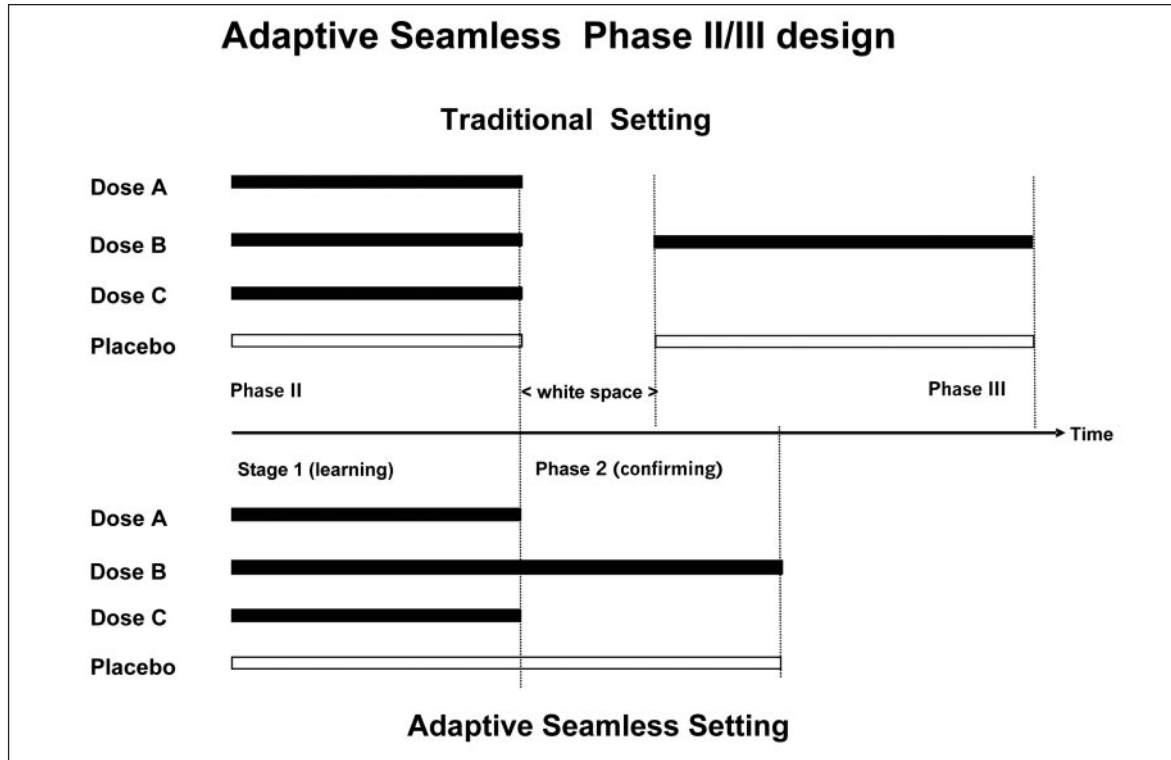 Adaptive Seamless Phase II/III design
Traditional Setting
Dose A
Dose B
Dose C
Placebo
Phase II
< white space >
Phase III
Time
Stage 1 (learning)
Phase 2 (confirming)
Dose A
Dose B
Dose C
Placebo
Adaptive Seamless Setting